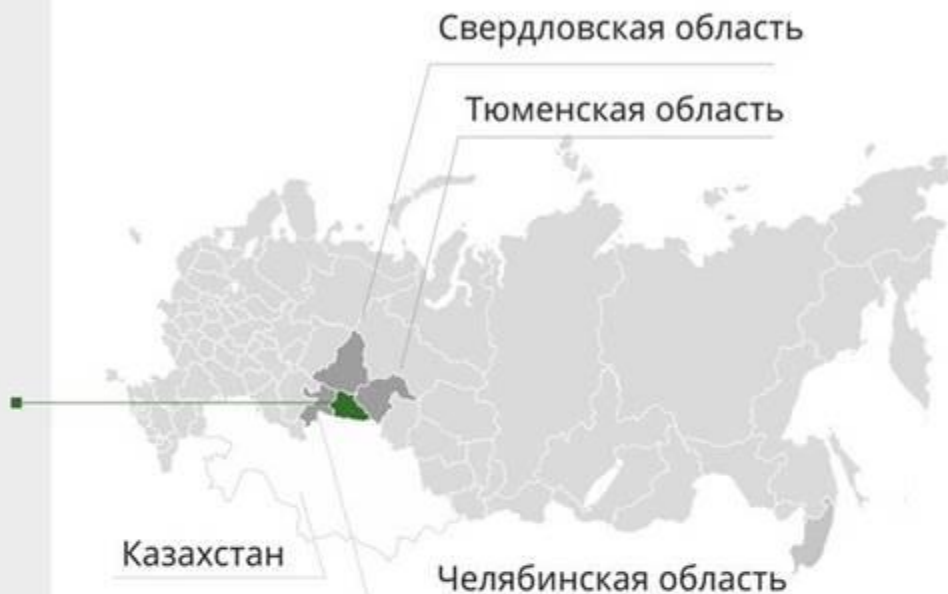 Свердловская область
Тюменская область
Казахстан
Челябинская область